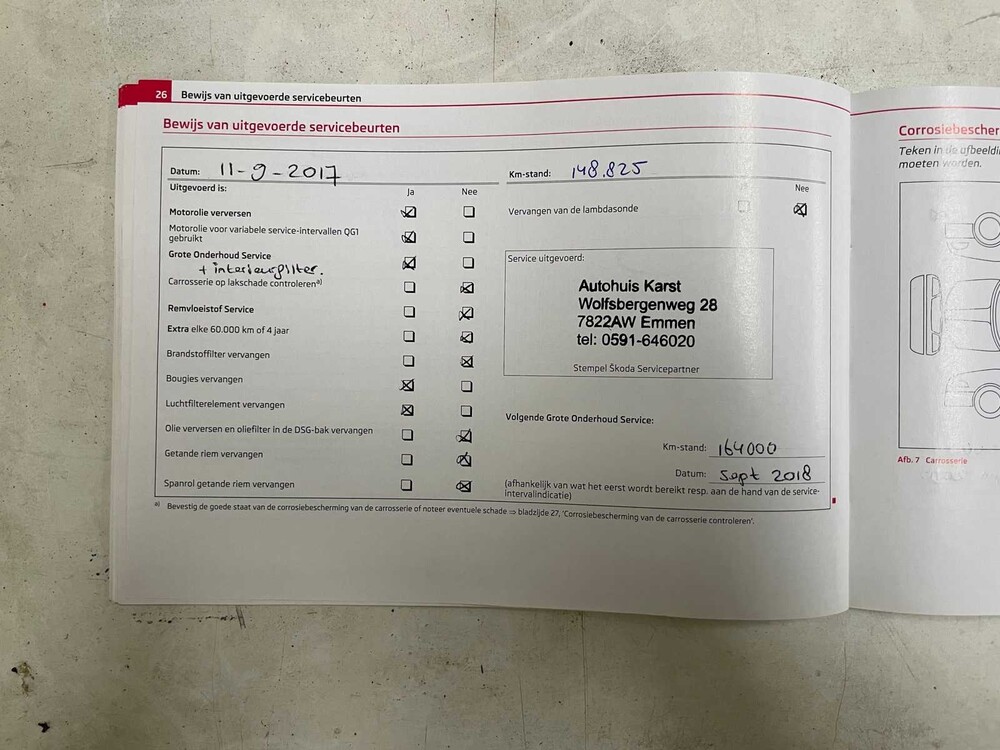 26 Bewijs van uitgevoerde servicebeurten
Bewijs van uitgevoerde servicebeurten
Datum: 11-9-2017
Km-stand: 148.825
Uitgevoerd is:
Ja Nee
Nee
Motorolie verversen
Vervangen van de lambdasonde
Motorolie voor variabele service-intervallen QG1
gebruikt
Grote Onderhoud Service
+ interieurfilter.
Carrosserie op lakschade controleren a)
Remvloeistof Service
Extra elke 60.000 km of 4 jaar
Brandstoffilter vervangen
Bougies vervangen
Luchtfilterelement vervangen
Olie verversen en oliefilter in de DSG-bak vervangen
Getande riem vervangen
Spanrol getande riem vervangen
Service uitgevoerd:
Autohuis Karst
Wolfsbergenweg 28
7822AW Emmen
tel: 0591-646020
Stempel Škoda Servicepartner
Volgende Grote Onderhoud Service:
Km-stand: 164000
Datum: Sept 2018
(afhankelijk van wat het eerst wordt bereikt resp. aan de hand van de service-
intervalindicatie)
a) Bevestig de goede staat van de corrosiebescherming van de carrosserie of noteer eventuele schade ⇒ bladzijde 27, 'Corrosiebescherming van de carrosserie controleren'.
Corrosiebescher
Teken in de afbeeldi
moeten worden.
Afb. 7 Carrosserie